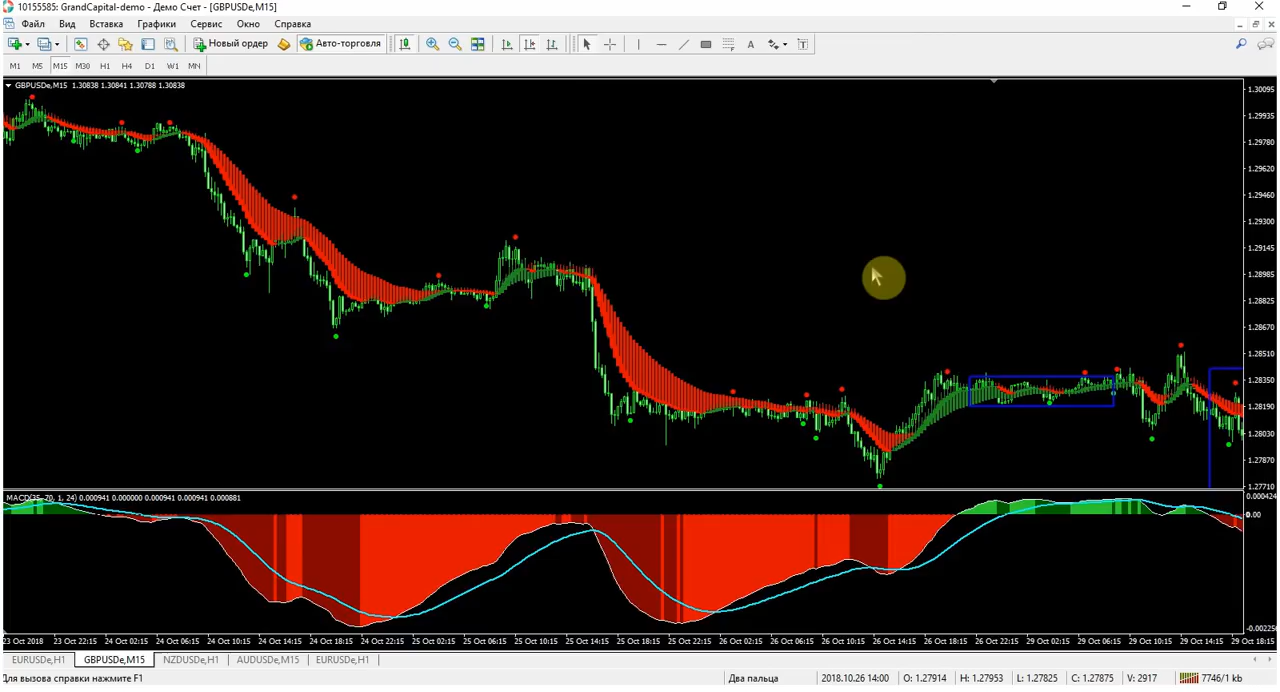 10155585: GrandCapital-demo - Демо Счет - [GBPUSDe,M15]
Файл Вид Вставка Графики Сервис Окно Справка
Новый ордер Авто-торговля A T
M1 M5 M15 M30 H1 H4 D1 W1 MN
GBPUSDe,M15 1.30838 1.30841 1.30788 1.30838
1.30095
1.29935
1.29780
1.29620
1.29460
1.29300
1.29145
1.28985
1.28825
1.28670
1.28510
1.28350
1.28190
1.28030
1.27870
1.27710
MACD(35, 70, 1, 24) 0.000941 0.000000 0.000941 0.000941 0.000881
0.000424
0.00
23 Oct 2018 23 Oct 22:15 24 Oct 02:15 24 Oct 06:15 24 Oct 10:15 24 Oct 14:15 24 Oct 18:15 24 Oct 22:15 25 Oct 02:15 25 Oct 06:15 25 Oct 10:15 25 Oct 14:15 25 Oct 18:15 25 Oct 22:15 26 Oct 02:15 26 Oct 06:15 26 Oct 10:15 26 Oct 14:15 26 Oct 18:15 26 Oct 22:15 29 Oct 02:15 29 Oct 06:15 29 Oct 10:15 29 Oct 14:15 29 Oct 18:15
EURUSDe,H1 GBPUSDe,M15 NZDUSDe,H1 AUDUSDe,M15 EURUSDe,H1
Для вызова справки нажмите F1 Два пальца 2018.10.26 14:00 O: 1.27914 H: 1.27953 L: 1.27825 C: 1.27875 V: 2917 7746/1 kb